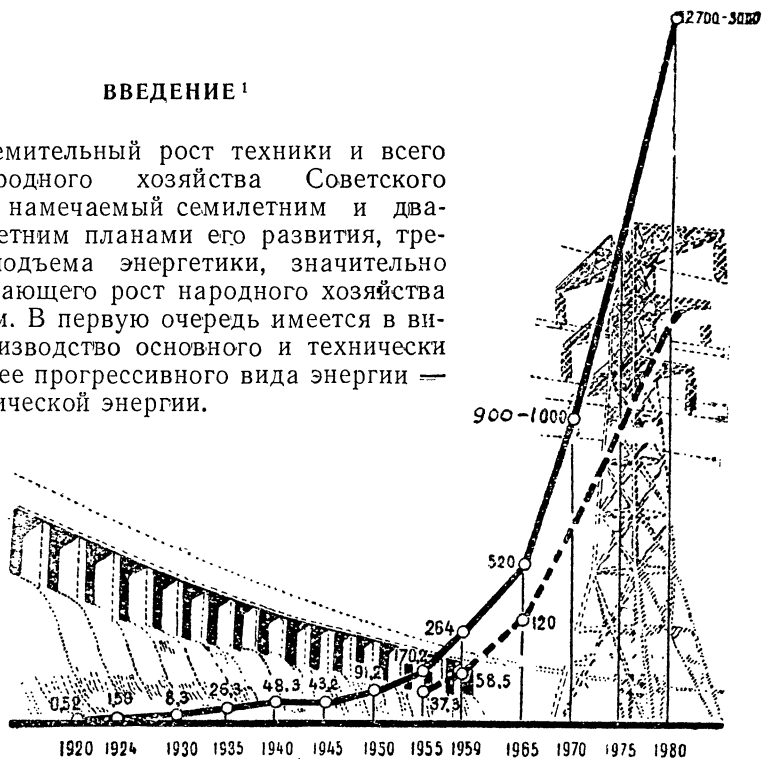 2700-3000
ВВЕДЕНИЕ ¹
емительный рост техники и всего
родного хозяйства Советского
намечаемый семилетним и два-
етним планами его развития, тре-
подъема энергетики, значительно
ающего рост народного хозяйства
м. В первую очередь имеется в ви-
изводство основного и технически
ее прогрессивного вида энергии —
ической энергии.
900-1000
520
264
120
170,2
91,2
58,5
37,3
0,52 1,56 8,3 26,3 48,3 43,2
1920 1924 1930 1935 1940 1945 1950 1955 1959 1965 1970 1975 1980